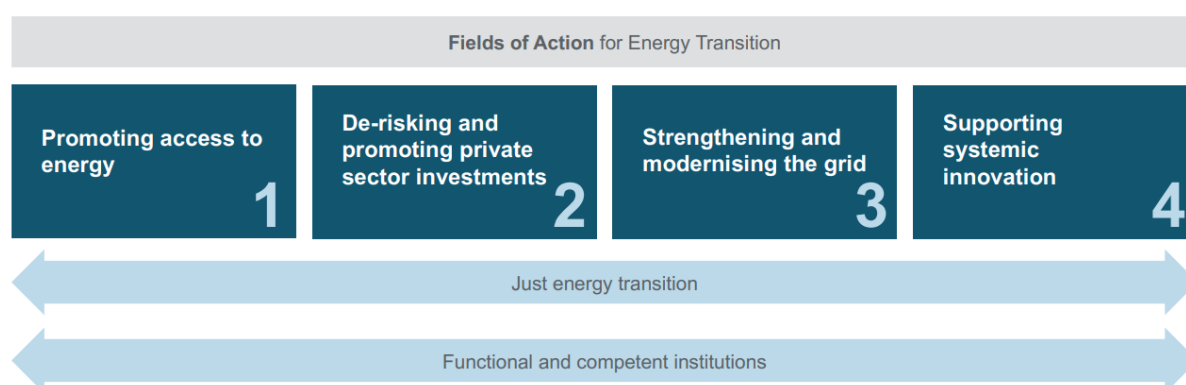 Fields of Action for Energy Transition
Promoting access to
energy
1
De-risking and
promoting private
sector investments
2
Strengthening and
modernising the grid
3
Supporting
systemic
innovation
4
Just energy transition
Functional and competent institutions